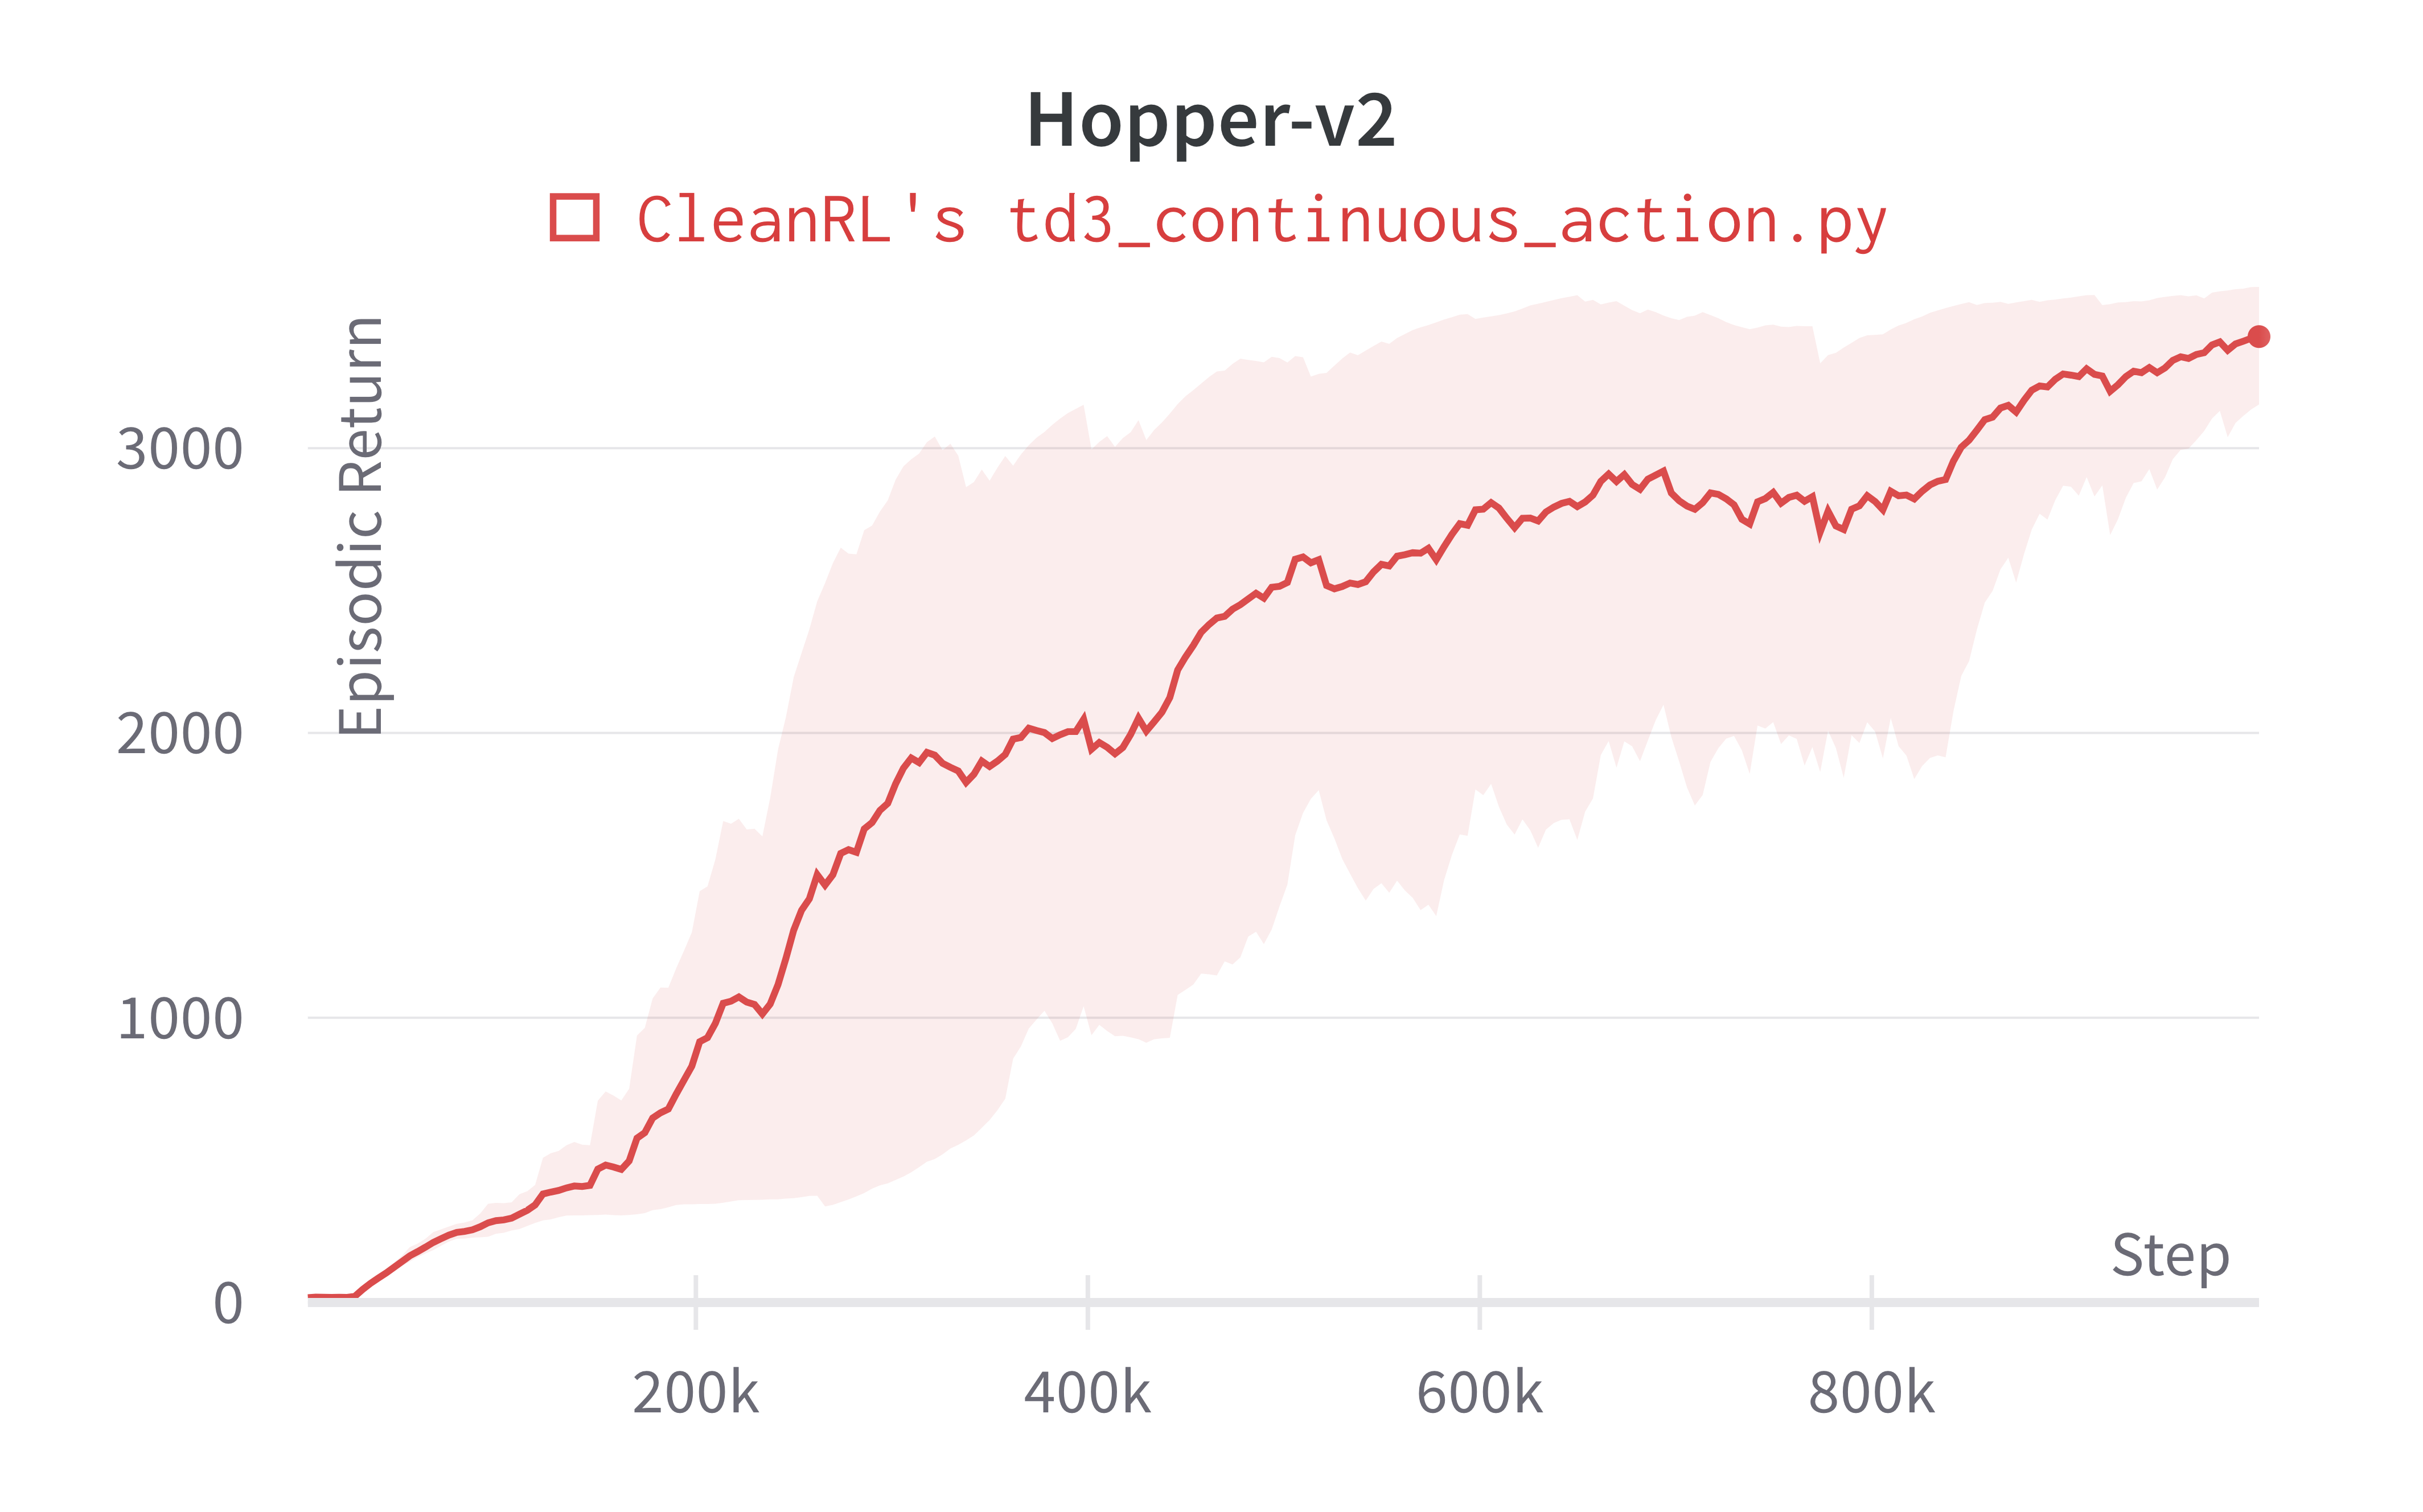 Hopper-v2
CleanRL's td3_continuous_action.py
Episodic Return
3000
2000
1000
0
Step
200k
400k
600k
800k